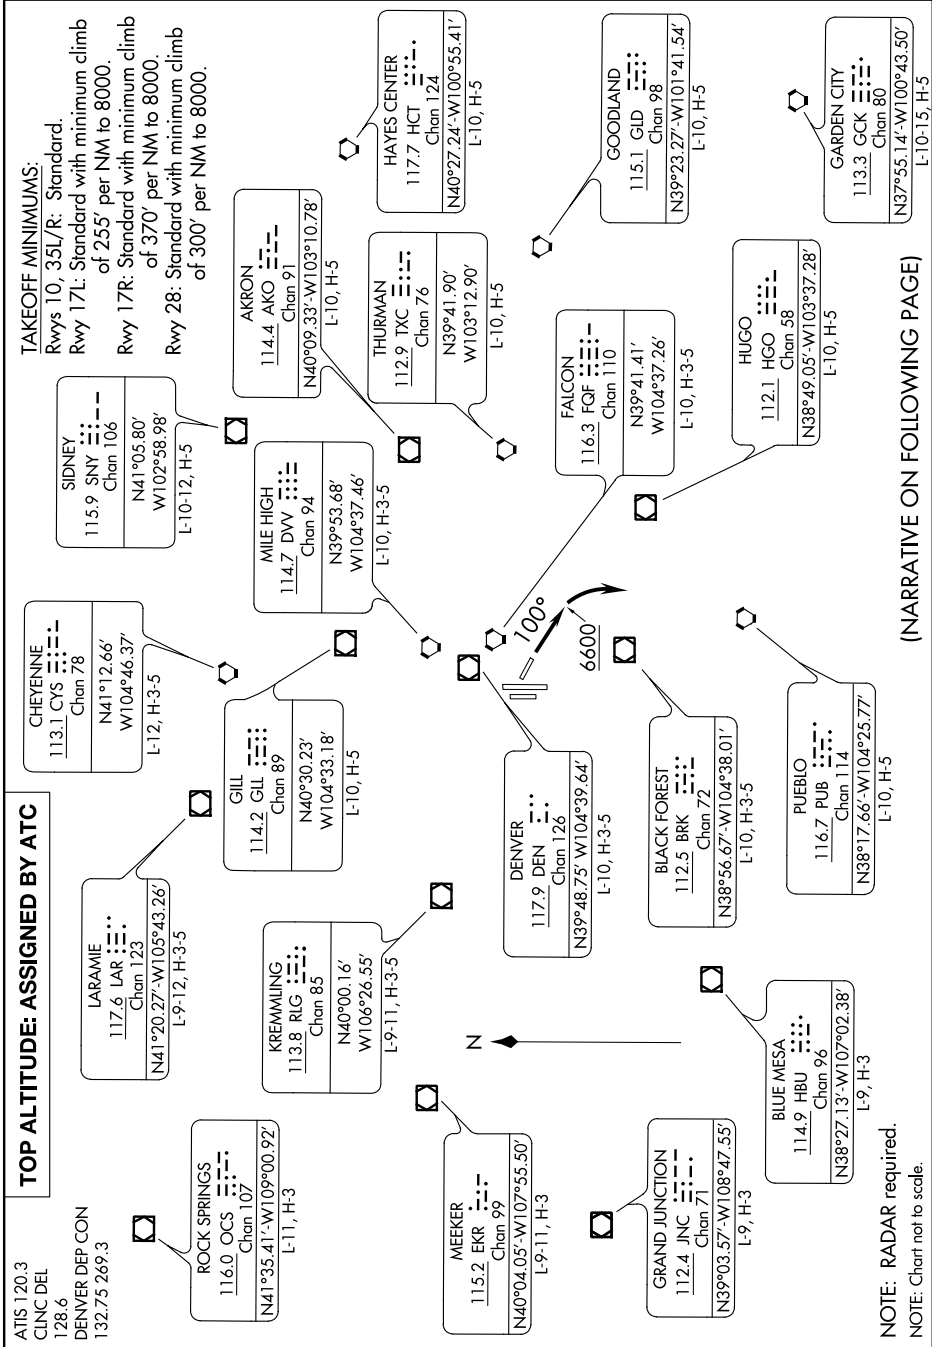 ATIS 120.3
CLNC DEL
128.6
DENVER DEP CON
132.75 269.3
TOP ALTITUDE: ASSIGNED BY ATC
TAKEOFF MINIMUMS:
Rwys 10, 35L/R: Standard.
Rwy 17L: Standard with minimum climb
of 255' per NM to 8000.
Rwy 17R: Standard with minimum climb
of 370' per NM to 8000.
Rwy 28: Standard with minimum climb
of 300' per NM to 8000.
ROCK SPRINGS
116.0 OCS
Chan 107
N41°35.41'-W109°00.92'
L-11, H-3
LARAMIE
117.6 LAR
Chan 123
N41°20.27'-W105°43.26'
L-9-12, H-3-5
CHEYENNE
113.1 CYS
Chan 78
N41°12.66'
W104°46.37'
L-12, H-3-5
SIDNEY
115.9 SNY
Chan 106
N41°05.80'
W102°58.98'
L-10-12, H-5
GILL
114.2 GLL
Chan 89
N40°30.23'
W104°33.18'
L-10, H-5
AKRON
114.4 AKO
Chan 91
N40°09.33'-W103°10.78'
L-10, H-5
HAYES CENTER
117.7 HCT
Chan 124
N40°27.24'-W100°55.41'
L-10, H-5
KREMMLING
113.8 RLG
Chan 85
N40°00.16'
W106°26.55'
L-9-11, H-3-5
MILE HIGH
114.7 DVV
Chan 94
N39°53.68'
W104°37.46'
L-10, H-3-5
THURMAN
112.9 TXC
Chan 76
N39°41.90'
W103°12.90'
L-10, H-5
MEEKER
115.2 EKR
Chan 99
N40°04.05'-W107°55.50'
L-9-11, H-3
N
DENVER
117.9 DEN
Chan 126
N39°48.75' W104°39.64'
L-10, H-3-5
100°
6600
FALCON
116.3 FQF
Chan 110
N39°41.41'
W104°37.26'
L-10, H-3-5
GOODLAND
115.1 GLD
Chan 98
N39°23.27'-W101°41.54'
L-10, H-5
GRAND JUNCTION
112.4 JNC
Chan 71
N39°03.57'-W108°47.55'
L-9, H-3
BLACK FOREST
112.5 BRK
Chan 72
N38°56.67'-W104°38.01'
L-10, H-3-5
HUGO
112.1 HGO
Chan 58
N38°49.05'-W103°37.28'
L-10, H-5
BLUE MESA
114.9 HBU
Chan 96
N38°27.13'-W107°02.38'
L-9, H-3
PUEBLO
116.7 PUB
Chan 114
N38°17.66'-W104°25.77'
L-10, H-5
GARDEN CITY
113.3 GCK
Chan 80
N37°55.14'-W100°43.50'
L-10-15, H-5
NOTE: RADAR required.
NOTE: Chart not to scale.
(NARRATIVE ON FOLLOWING PAGE)